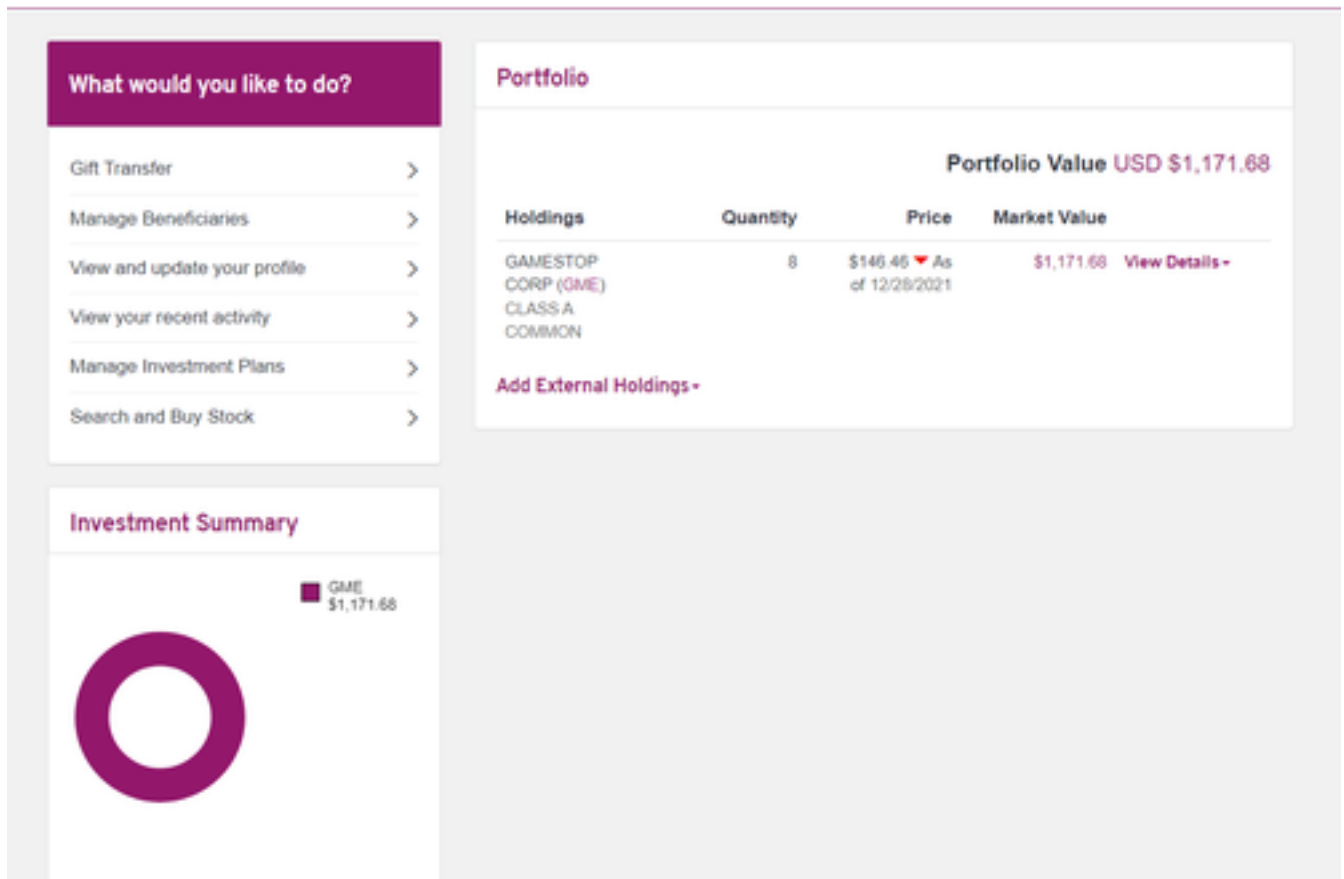 What would you like to do?
Gift Transfer
Manage Beneficiaries
View and update your profile
View your recent activity
Manage Investment Plans
Search and Buy Stock
Investment Summary
GME
$1,171.68
Portfolio
Portfolio Value USD $1,171.68
Holdings Quantity Price Market Value
GAMESTOP 8 $146.46 ▼ As $1,171.68 View Details
CORP (GME) of 12/28/2021
CLASS A
COMMON
Add External Holdings